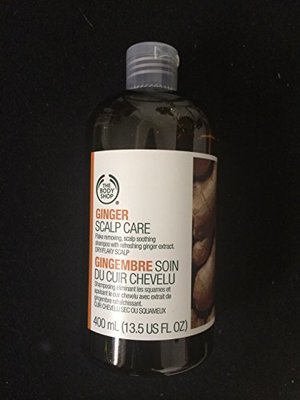 THE
BODY
SHOP
GINGER
SCALP CARE
Flake removing, scalp soothing
shampoo with refreshing ginger extract.
DRY/FLAKY SCALP
GINGEMBRE SOIN
DU CUIR CHEVELU
Shampooing éliminant les squames et
apaisant le cuir chevelu avec extrait de
gingembre rafraîchissant.
CUIR CHEVELU SEC OU SQUAMEUX
400 mL (13.5 US FL OZ)